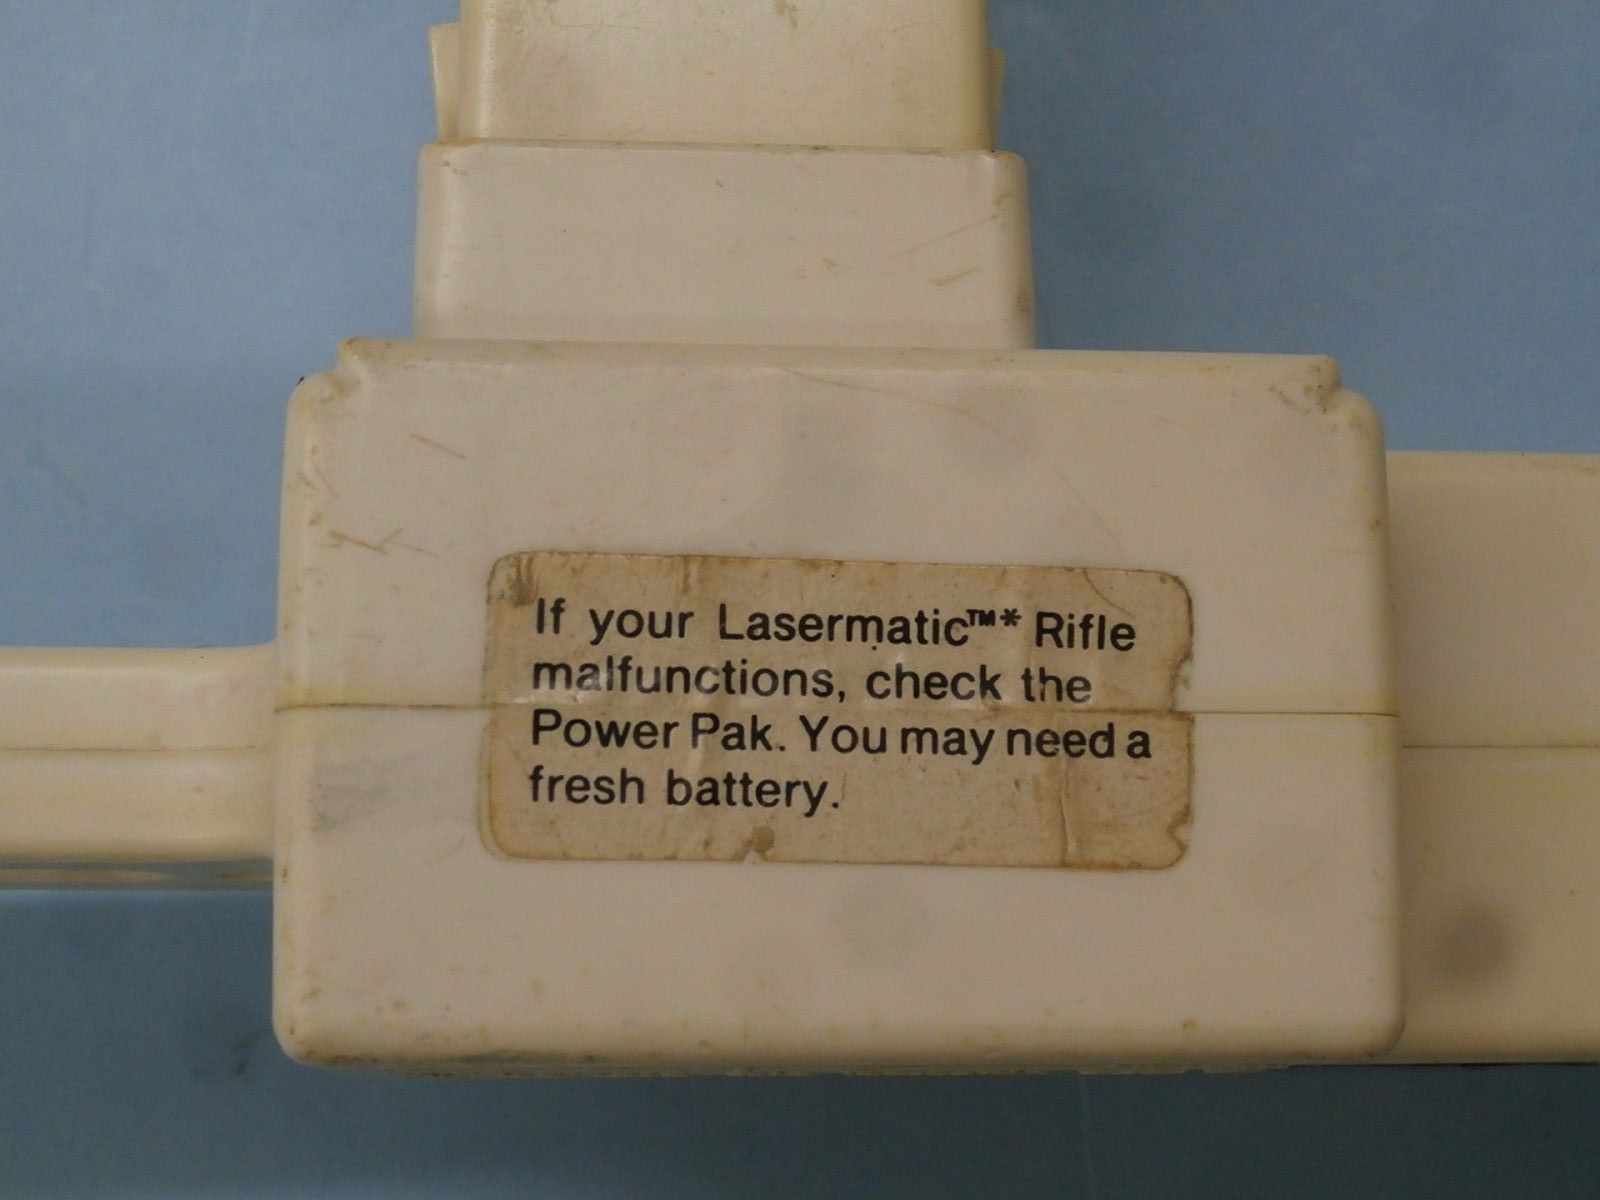 If your Lasermatic™* Rifle
malfunctions, check the
Power Pak. You may need a
fresh battery.